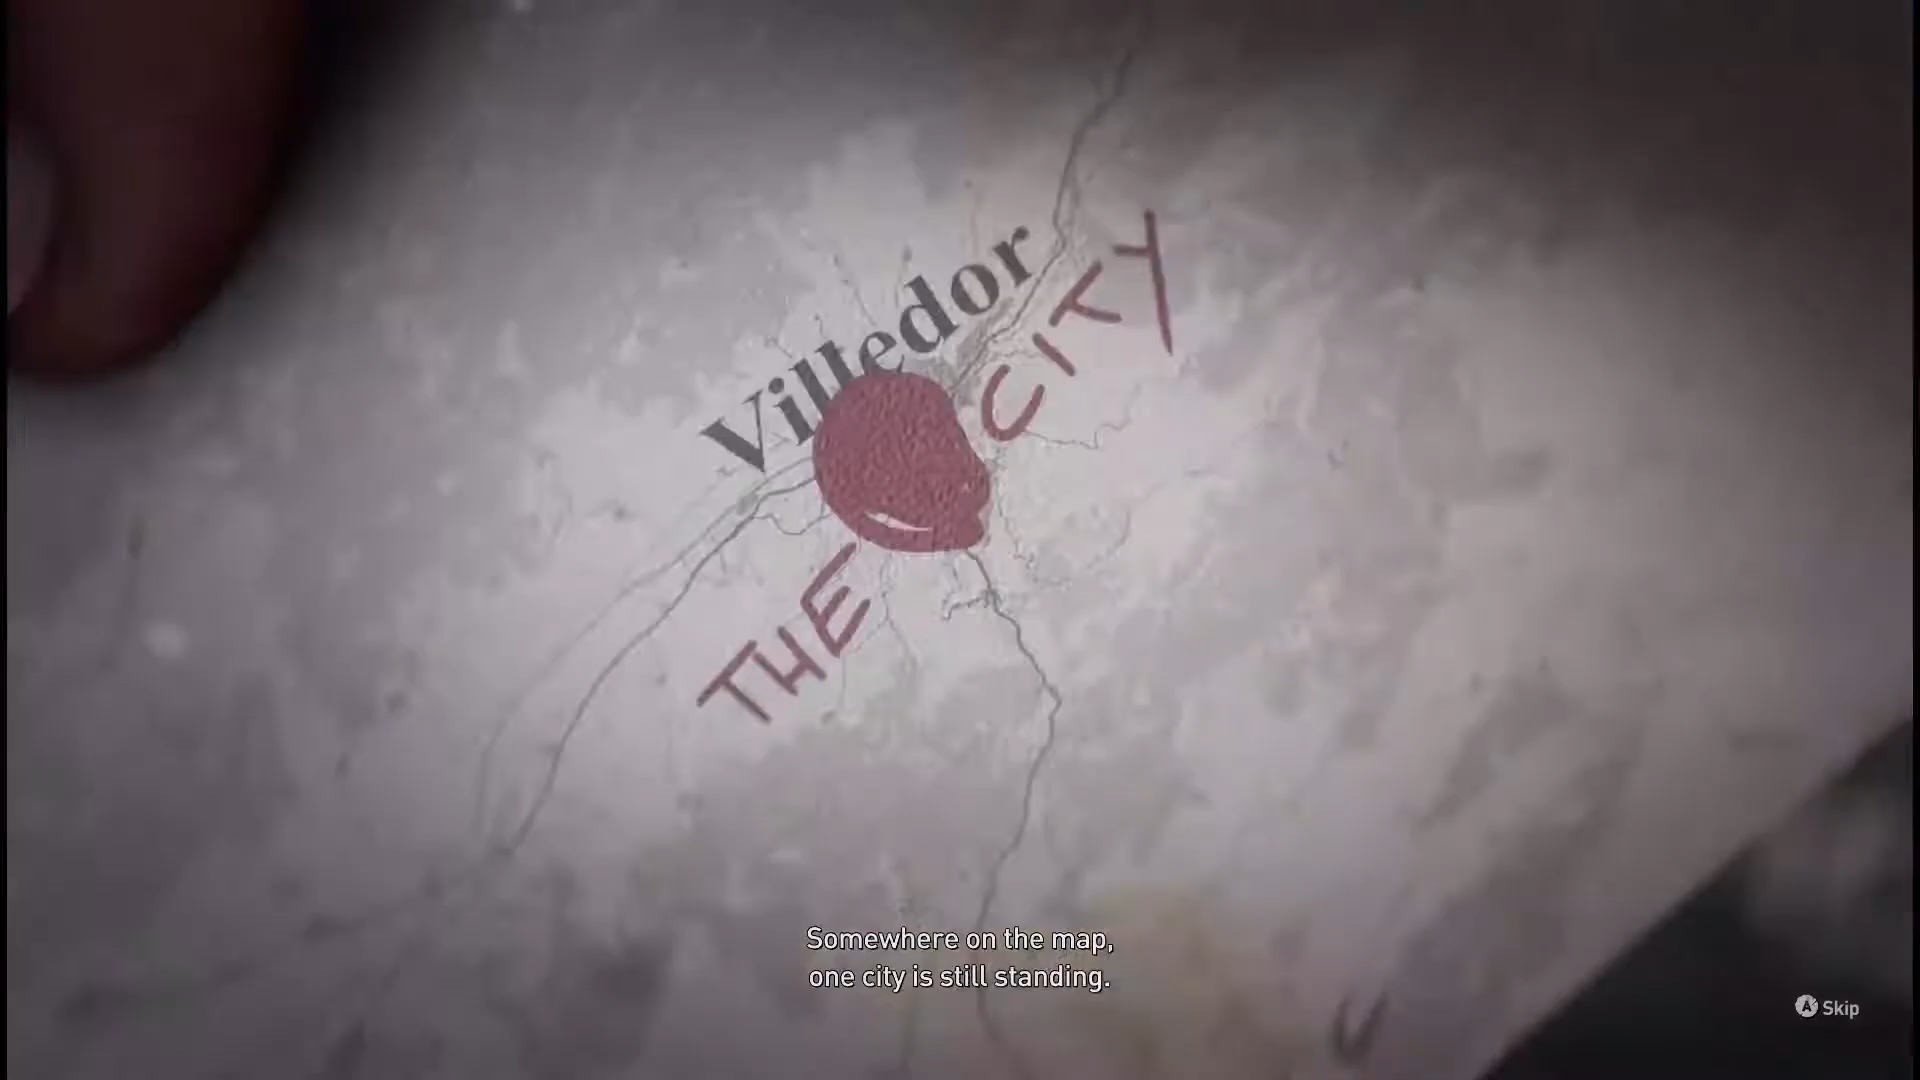 Villedor
THE CITY
Somewhere on the map,
one city is still standing.
A Skip